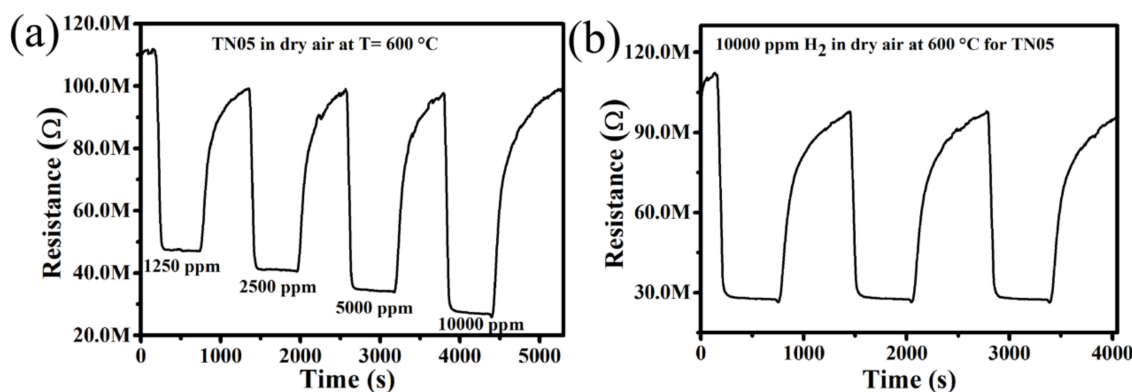 (a)
TN05 in dry air at T= 600 °C
120.0M
100.0M
80.0M
60.0M
40.0M
20.0M
Resistance (Ω)
1250 ppm
2500 ppm
5000 ppm
10000 ppm
0 1000 2000 3000 4000 5000
Time (s)
(b)
10000 ppm H₂ in dry air at 600 °C for TN05
120.0M
90.0M
60.0M
30.0M
Resistance (Ω)
0 1000 2000 3000 4000
Time (s)